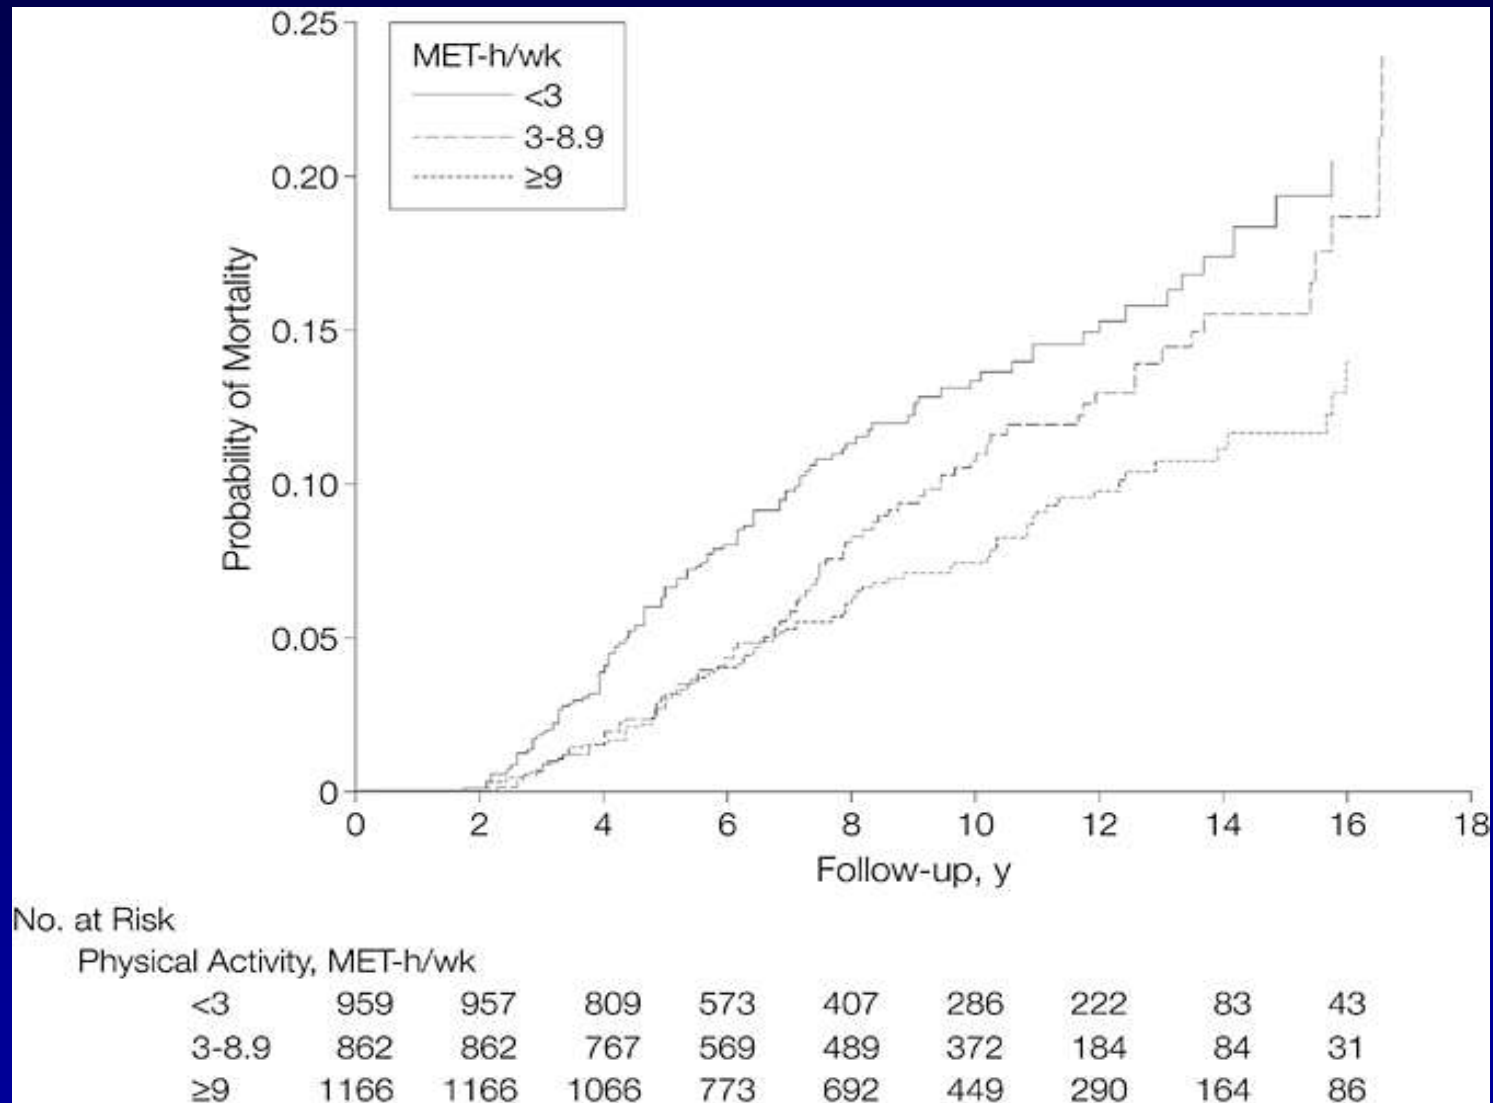 0.25
MET-h/wk
<3
3-8.9
≥9
0.20
0.15
0.10
0.05
0
Probability of Mortality
0 2 4 6 8 10 12 14 16 18
Follow-up, y
No. at Risk
Physical Activity, MET-h/wk
<3 959 957 809 573 407 286 222 83 43
3-8.9 862 862 767 569 489 372 184 84 31
≥9 1166 1166 1066 773 692 449 290 164 86